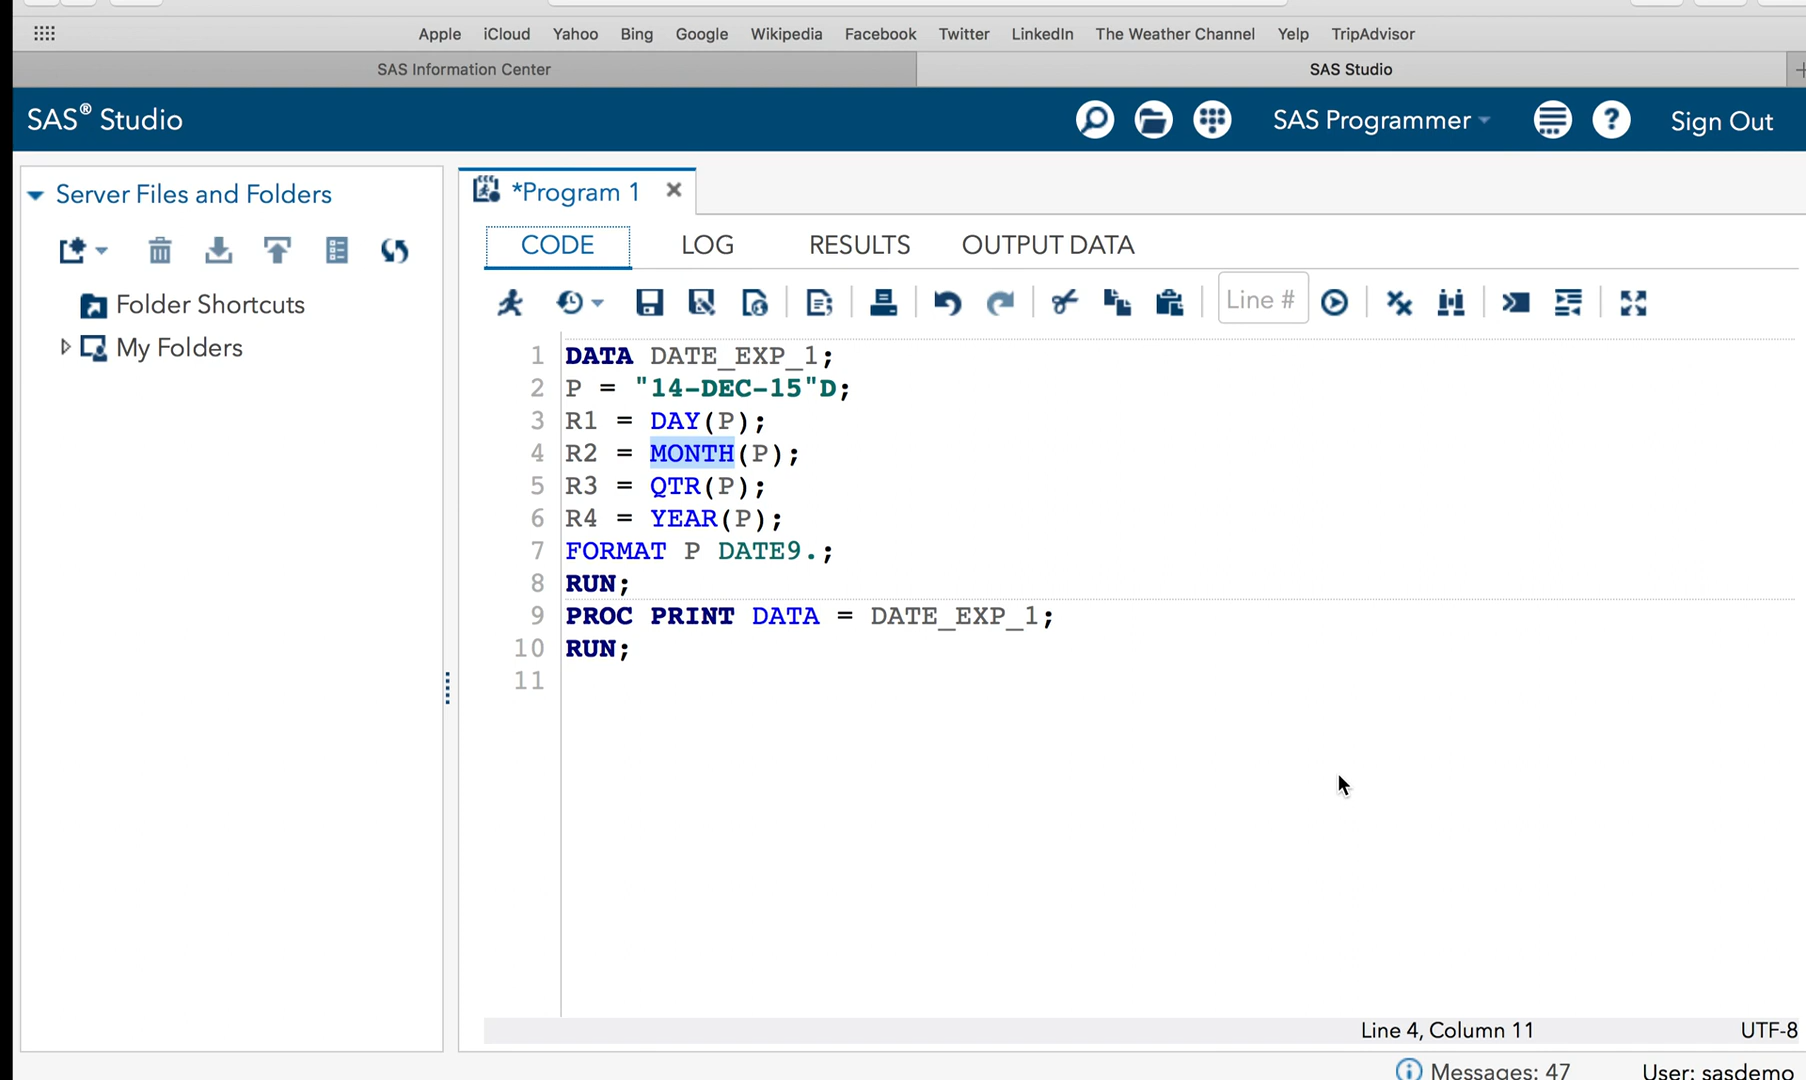 Apple iCloud Yahoo Bing Google Wikipedia Facebook Twitter LinkedIn The Weather Channel Yelp TripAdvisor
SAS Information Center SAS Studio
SAS® Studio SAS Programmer ? Sign Out
Server Files and Folders
Folder Shortcuts
My Folders
*Program 1
CODE LOG RESULTS OUTPUT DATA
Line #
1 DATA DATE_EXP_1;
2 P = "14-DEC-15"D;
3 R1 = DAY(P);
4 R2 = MONTH(P);
5 R3 = QTR(P);
6 R4 = YEAR(P);
7 FORMAT P DATE9.;
8 RUN;
9 PROC PRINT DATA = DATE_EXP_1;
10 RUN;
11
Line 4, Column 11 UTF-8
Messages: 47 User: sasdemo